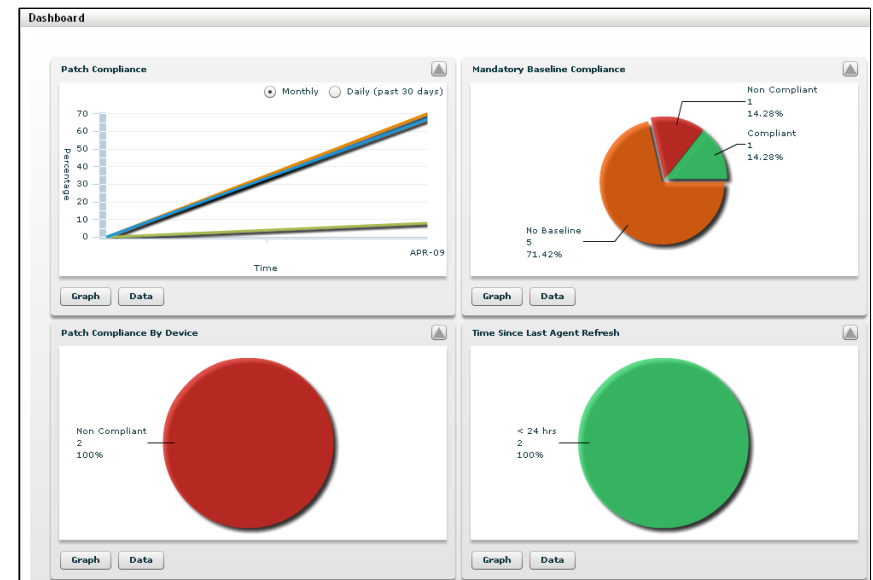 Dashboard
Patch Compliance
Monthly
Daily (past 30 days)
70
60
50
40
30
20
10
0
Percentage
APR-09
Time
Graph
Data
Mandatory Baseline Compliance
Non Compliant
1
14.28%
Compliant
1
14.28%
No Baseline
5
71.42%
Graph
Data
Patch Compliance By Device
Non Compliant
2
100%
Graph
Data
Time Since Last Agent Refresh
< 24 hrs
2
100%
Graph
Data